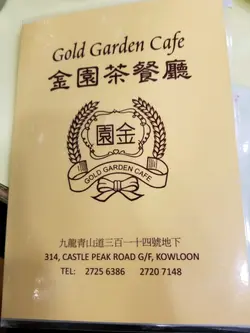 Gold Garden Cafe
金園茶餐廳
園金
GOLD GARDEN CAFE
九龍青山道三百一十四號地下
314, CASTLE PEAK ROAD G/F, KOWLOON
TEL: 2725 6386 2720 7148